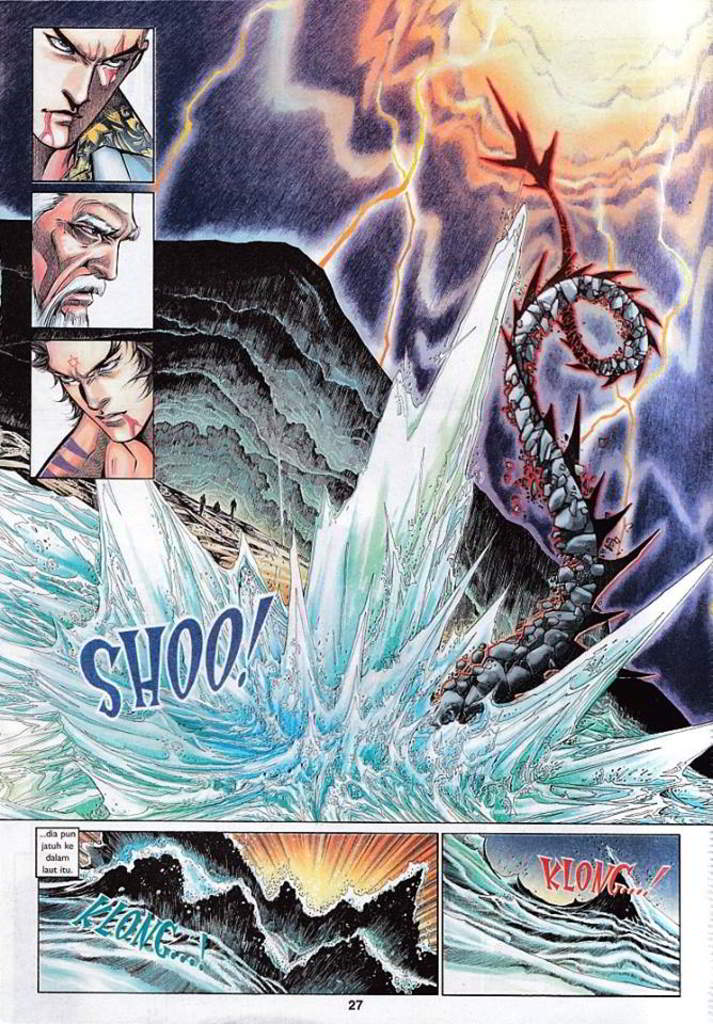 SHOO!
...dia pun
jatuh ke
dalam
laut itu.
KLONG...!
KLONG...!
27